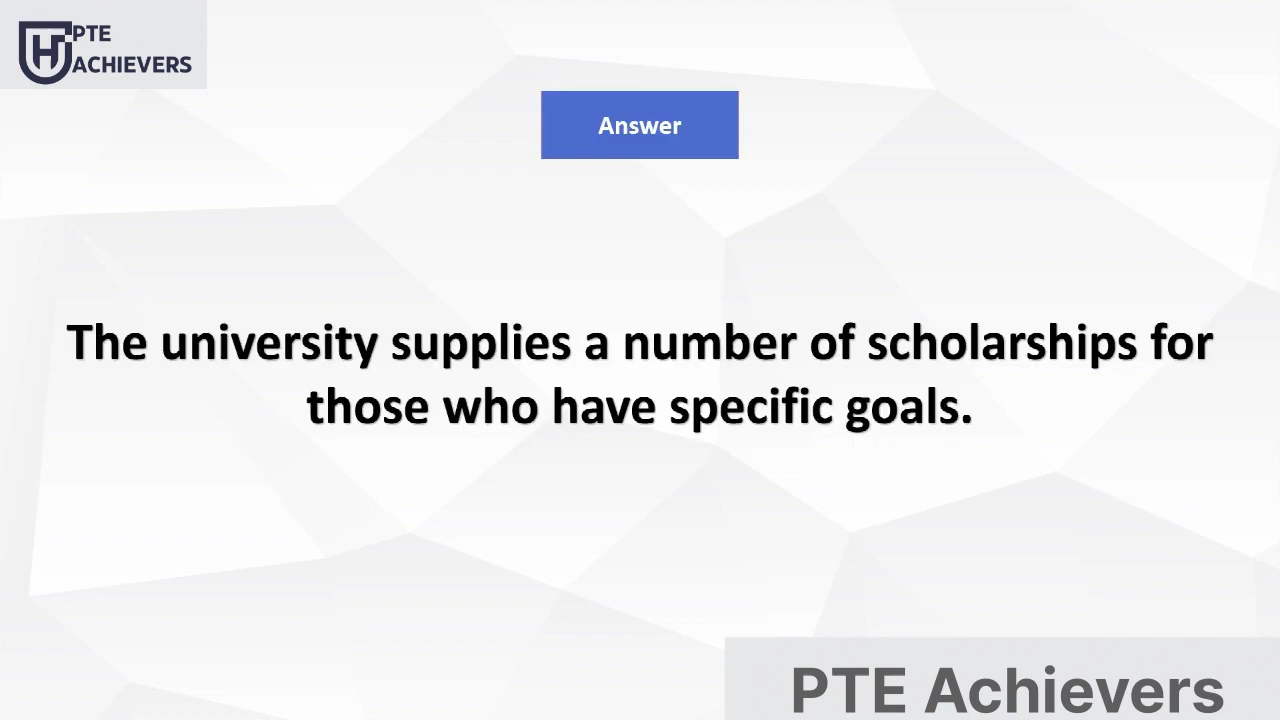 PTE
ACHIEVERS
Answer
The university supplies a number of scholarships for
those who have specific goals.
PTE Achievers